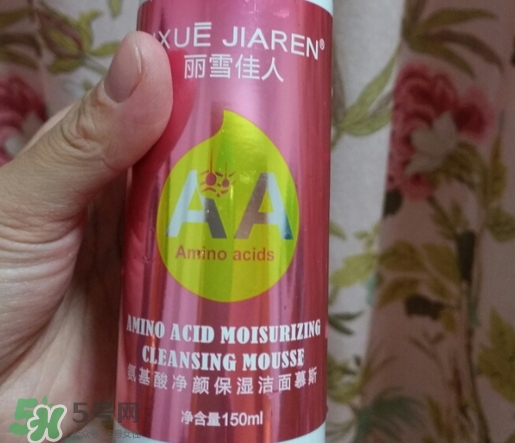 IXUĒ JIAREN®
丽雪佳人
AA
Amino acids
AMINO ACID MOISURIZING
CLEANSING MOUSSE
氨基酸净颜保湿洁面慕斯
净含量150ml
5号网